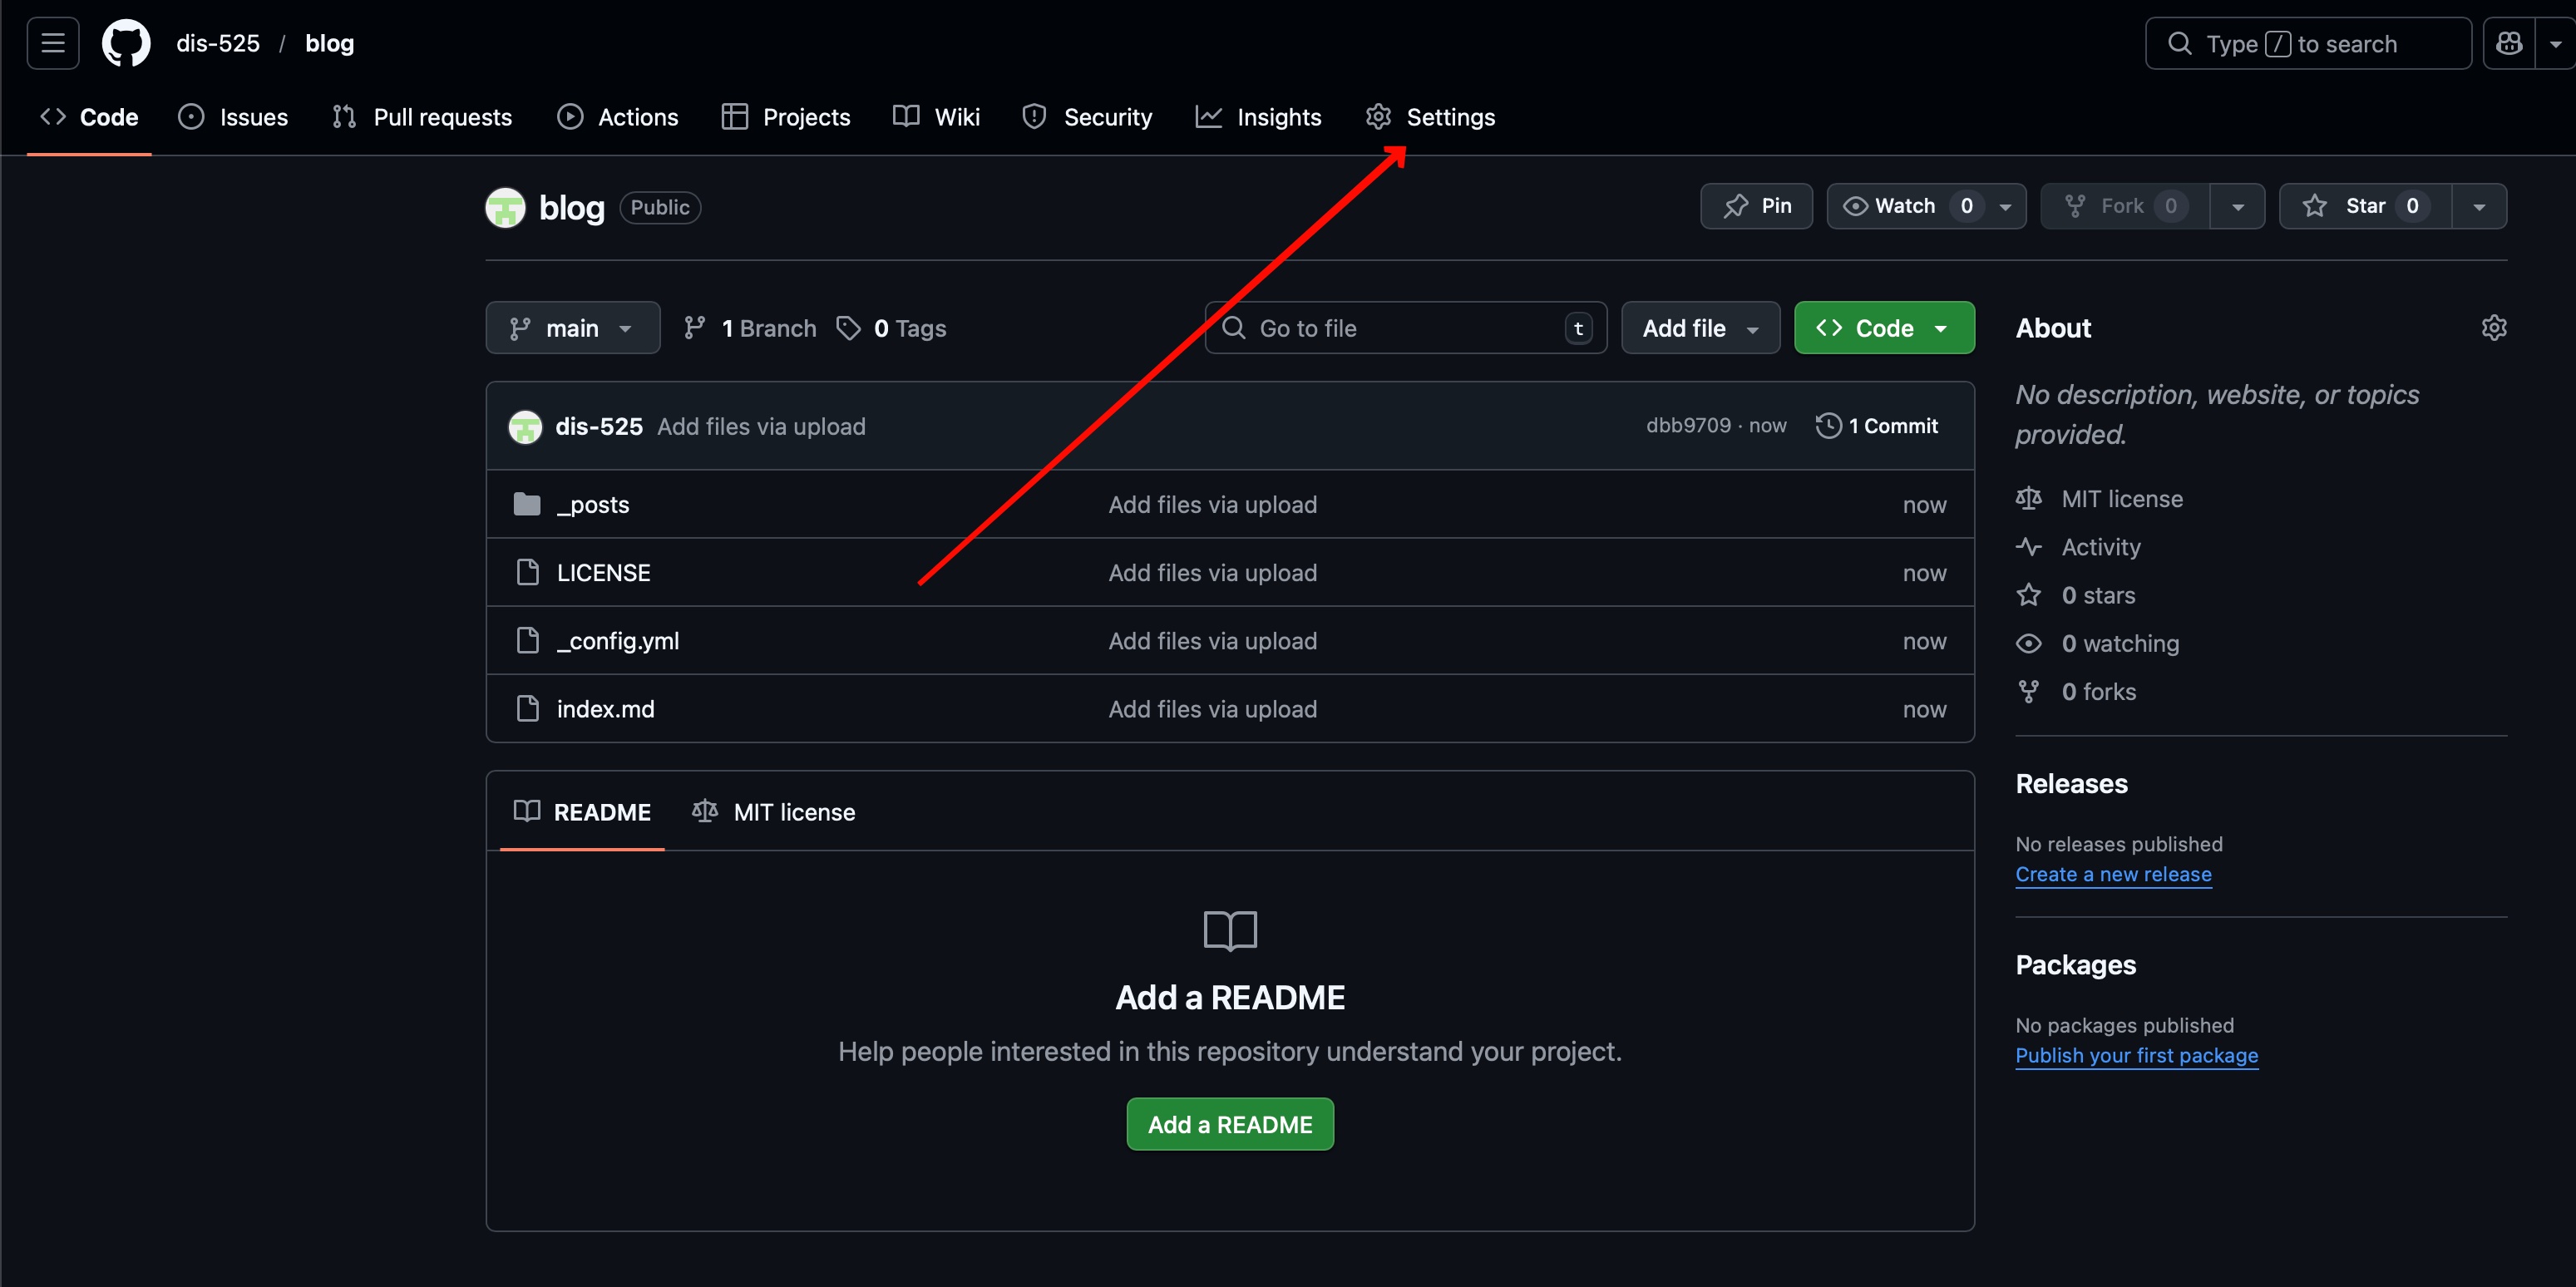 dis-525 / blog
Type / to search
Code Issues Pull requests Actions Projects Wiki Security Insights Settings
blog Public
Pin Watch 0 Fork 0 Star 0
main 1 Branch 0 Tags Go to file t Add file Code
dis-525 Add files via upload dbb9709 · now 1 Commit
_posts Add files via upload now
LICENSE Add files via upload now
_config.yml Add files via upload now
index.md Add files via upload now
README MIT license
Add a README
Help people interested in this repository understand your project.
Add a README
About
No description, website, or topics
provided.
MIT license
Activity
0 stars
0 watching
0 forks
Releases
No releases published
Create a new release
Packages
No packages published
Publish your first package